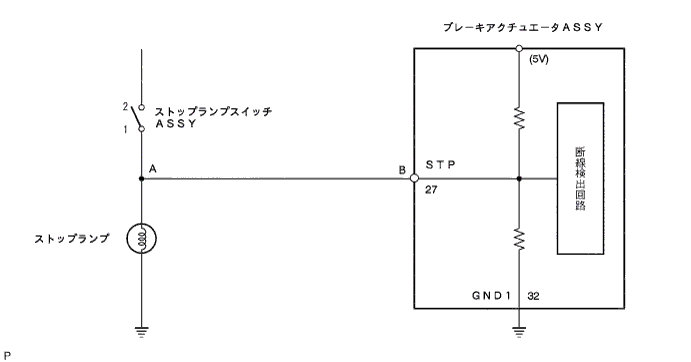 ブレーキアクチュエータASSY
(5V)
2
ストップランプスイッチ
ASSY
1
A
B
STP
27
断線検出回路
ストップランプ
GND1
32
P